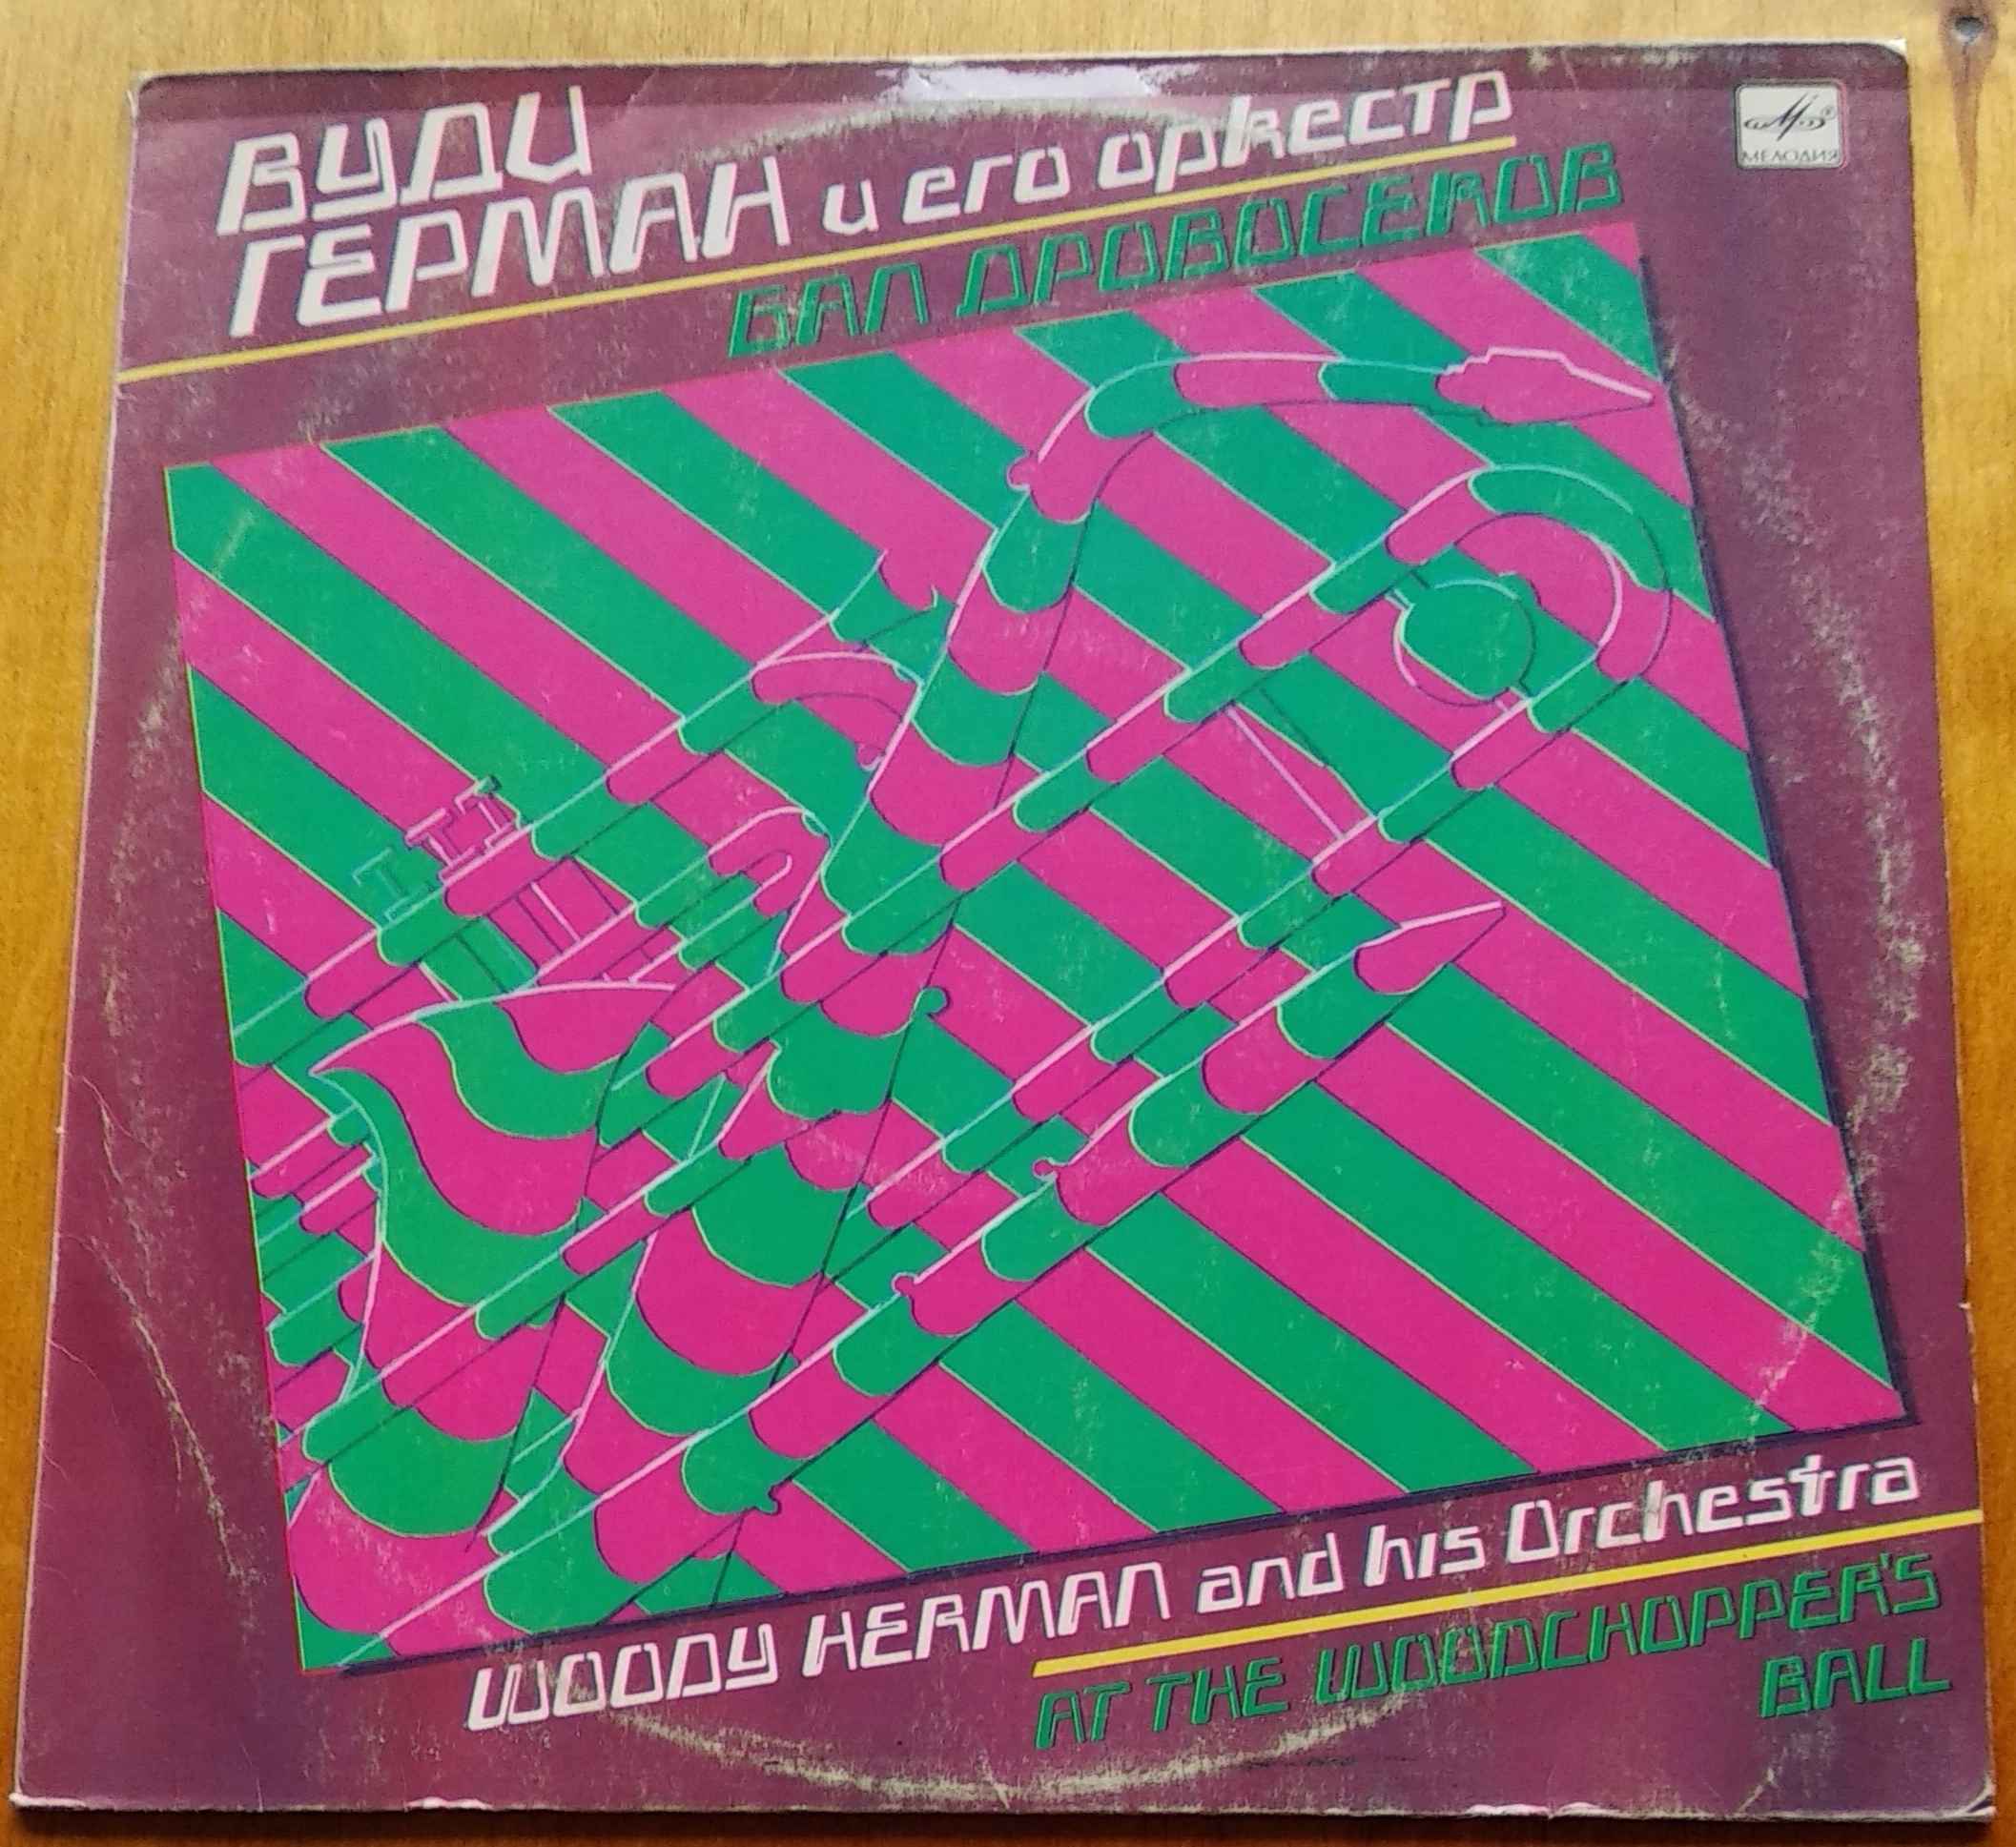 ВУДИ
ГЕРМАН и его оркестр
БАЛ ДРОВОСЕКОВ
МЕЛОДИЯ
WOODY HERMAN and his Orchestra
AT THE WOODCHOPPER'S
BALL